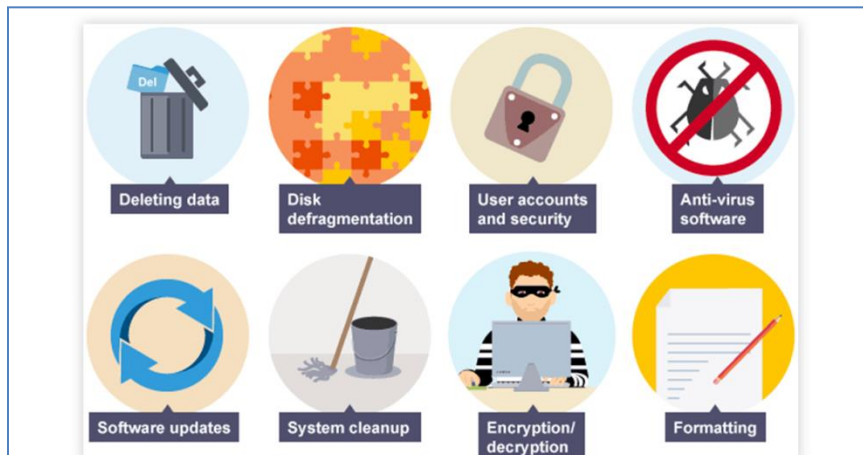 Del
Deleting data
Disk
defragmentation
User accounts
and security
Anti-virus
software
Software updates
System cleanup
Encryption/
decryption
Formatting